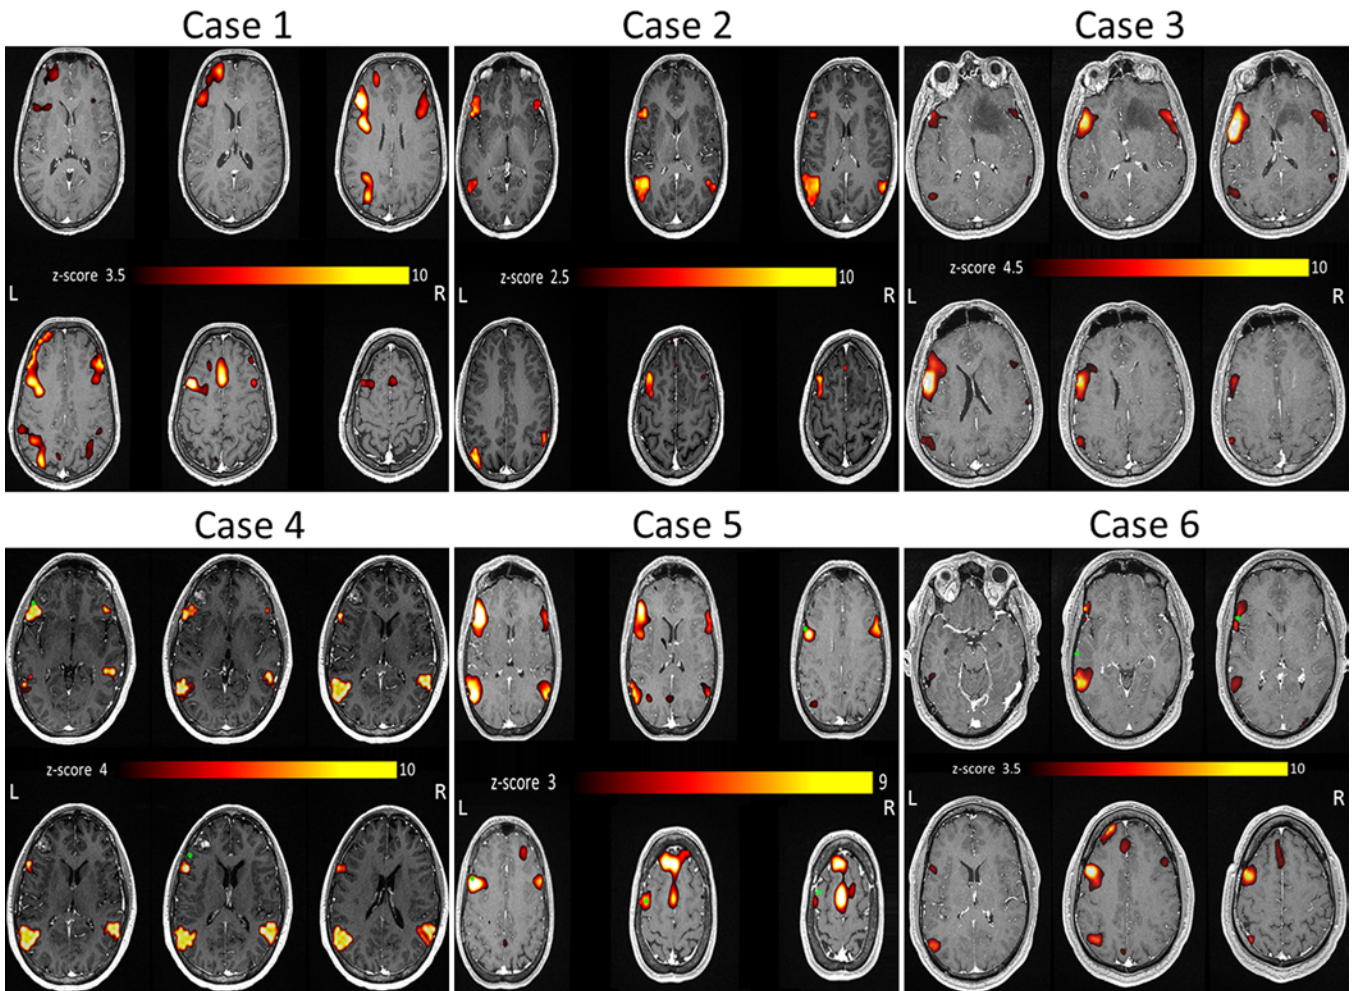 Case 1
Case 2
Case 3
z-score 3.5 10
z-score 2.5 10
z-score 4.5 10
L R L R L R
Case 4
Case 5
Case 6
z-score 4 10
z-score 3 9
z-score 3.5 10
L R L R L R